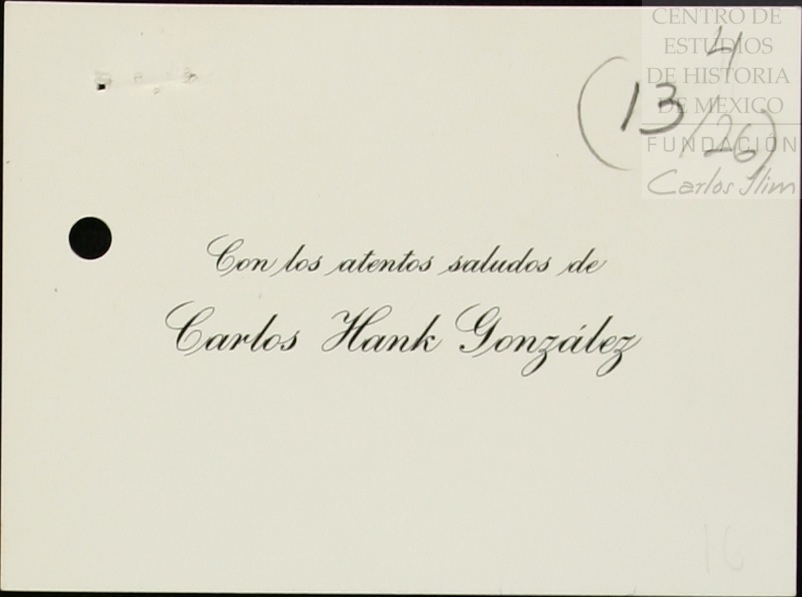 CENTRO DE
ESTUDIOS
DE HISTORIA
DE MEXICO
FUNDACIÓN
Carlos Slim
4
(13/26)
Con los atentos saludos de
Carlos Hank González
16